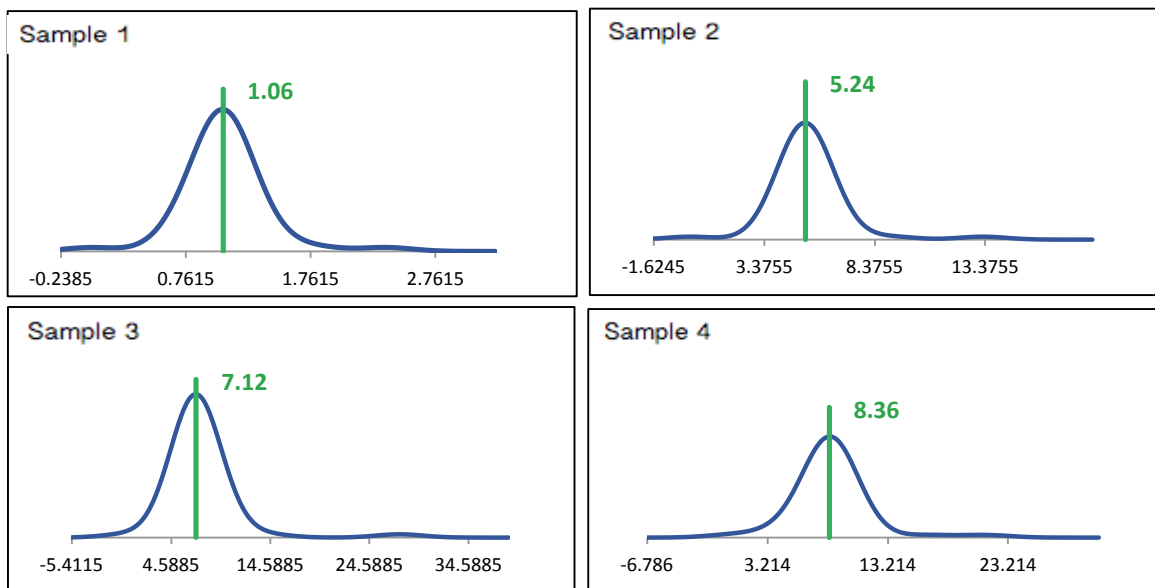 Sample 1
1.06
-0.2385 0.7615 1.7615 2.7615
Sample 2
5.24
-1.6245 3.3755 8.3755 13.3755
Sample 3
7.12
-5.4115 4.5885 14.5885 24.5885 34.5885
Sample 4
8.36
-6.786 3.214 13.214 23.214